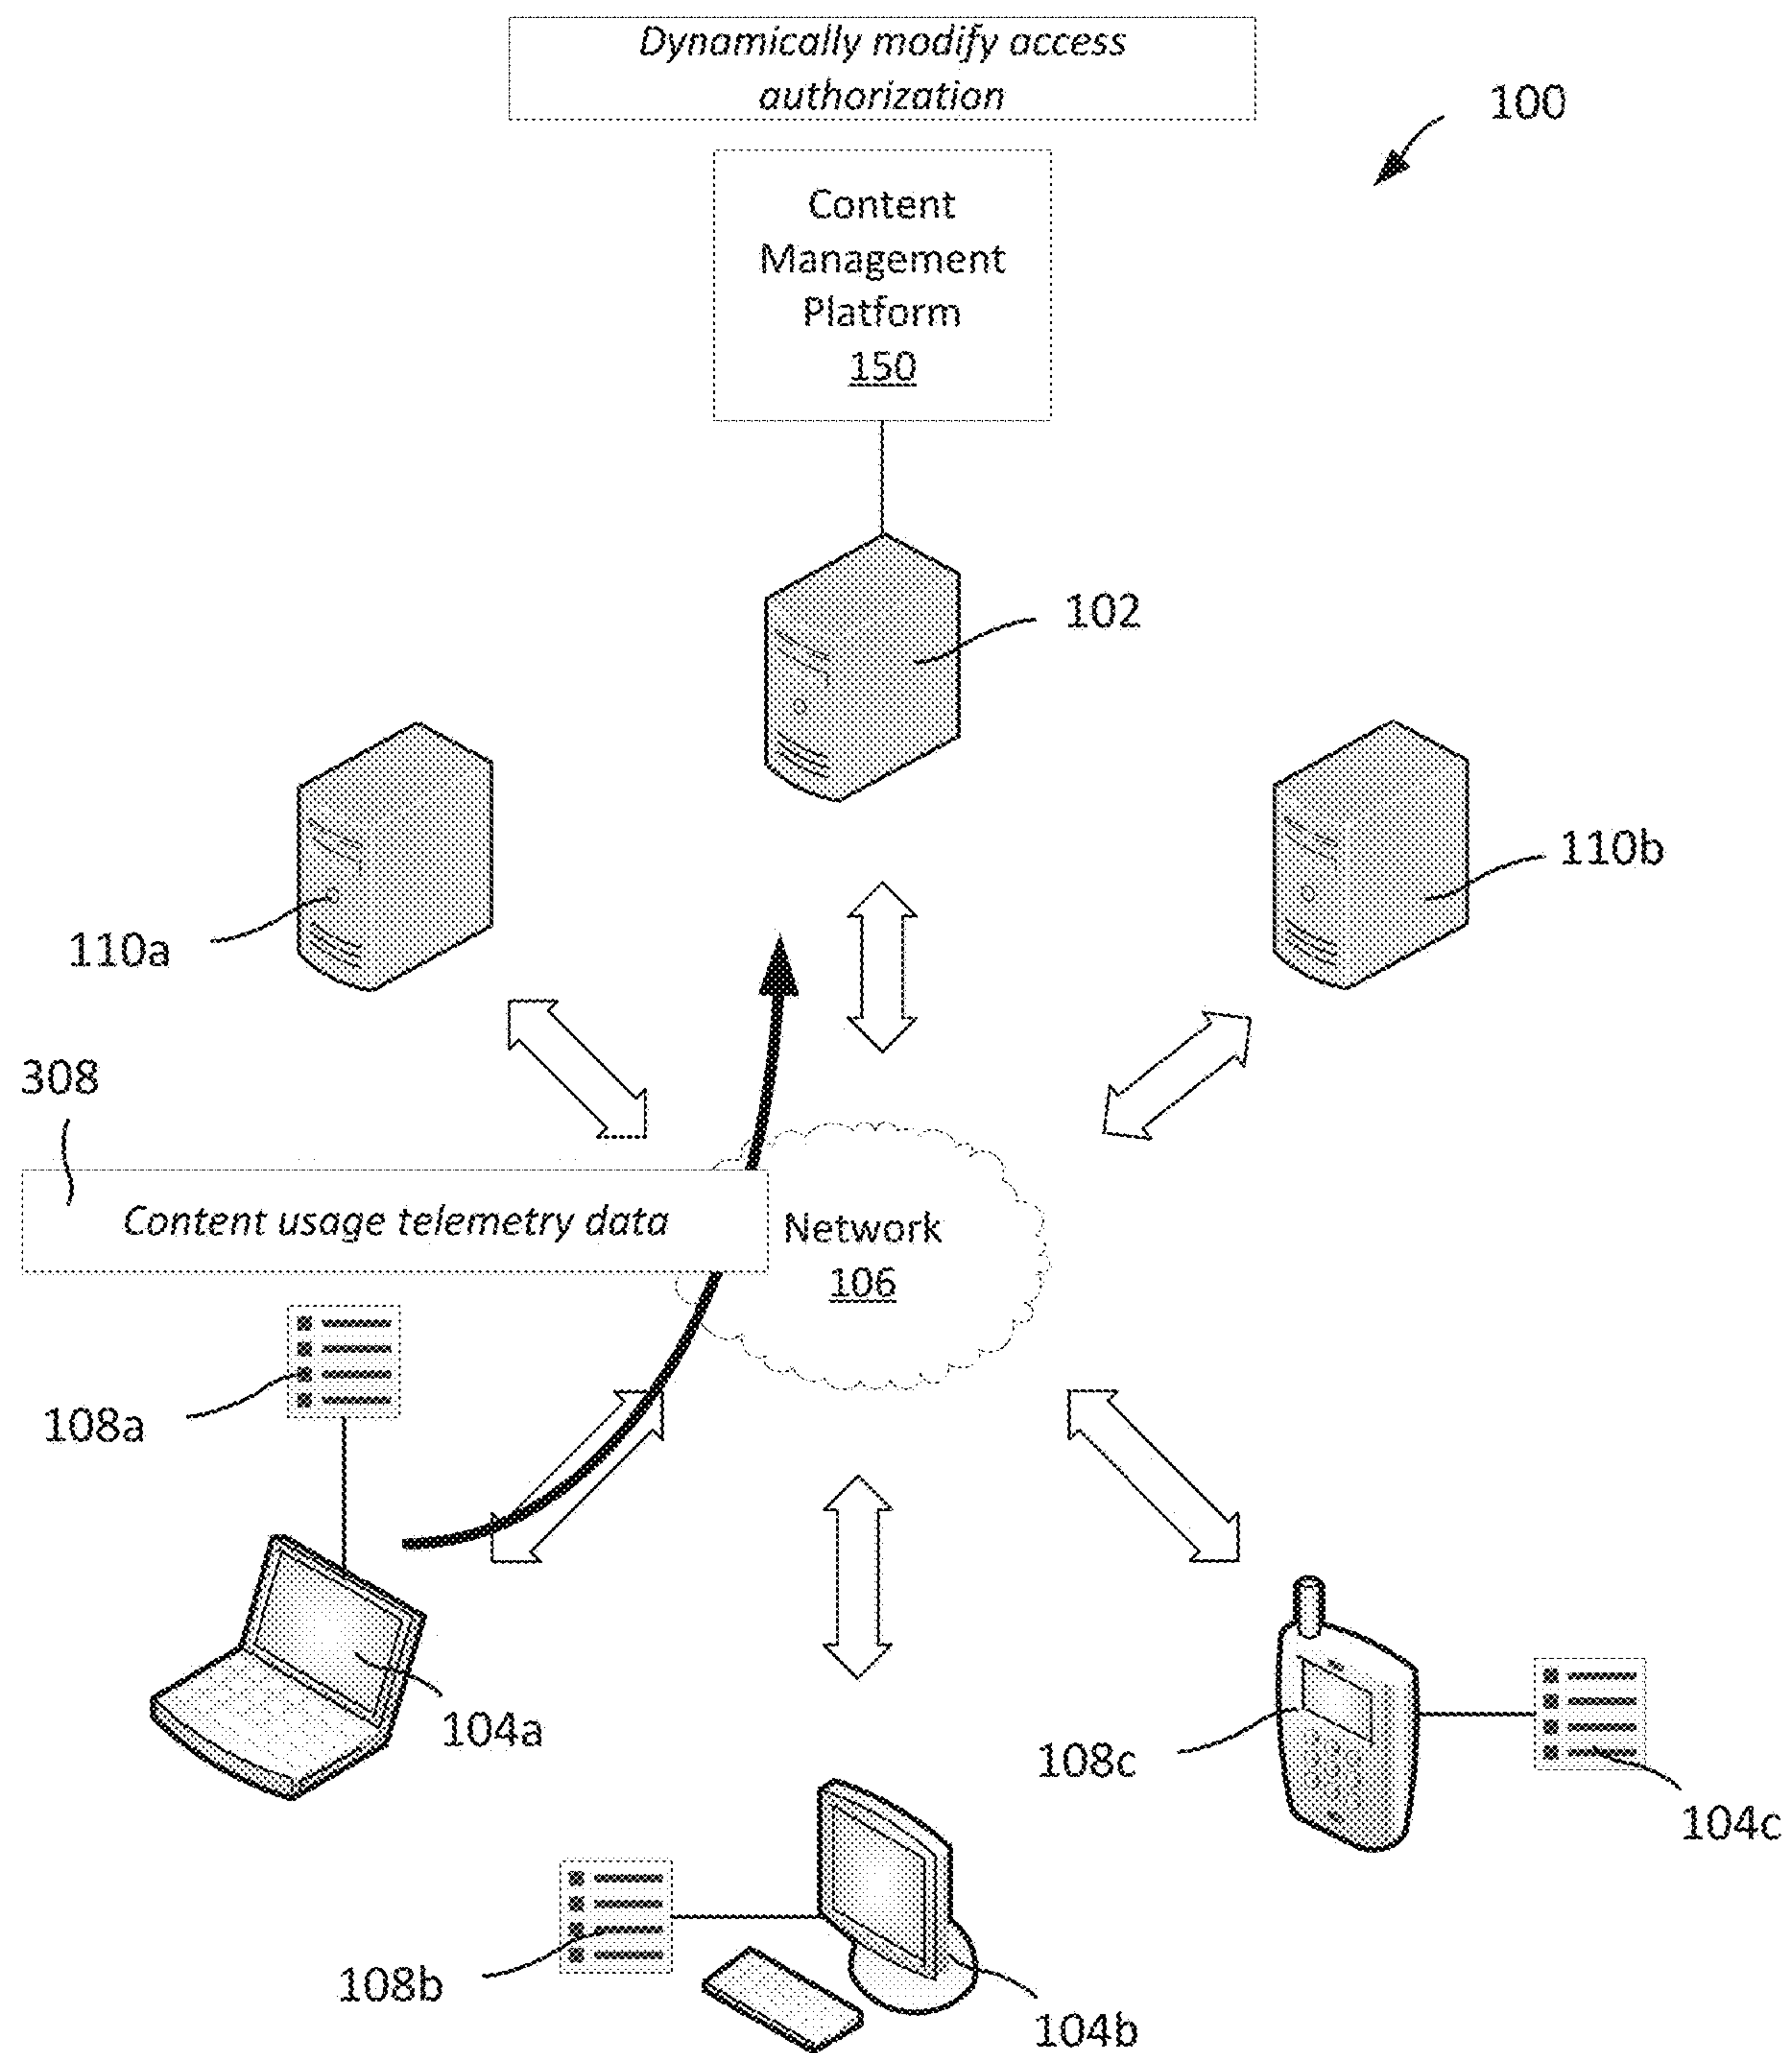 Dynamically modify access
authorization
100
Content
Management
Platform
150
102
110b
110a
308
Content usage telemetry data
Network
106
108a
104a
108c
104c
108b
104b